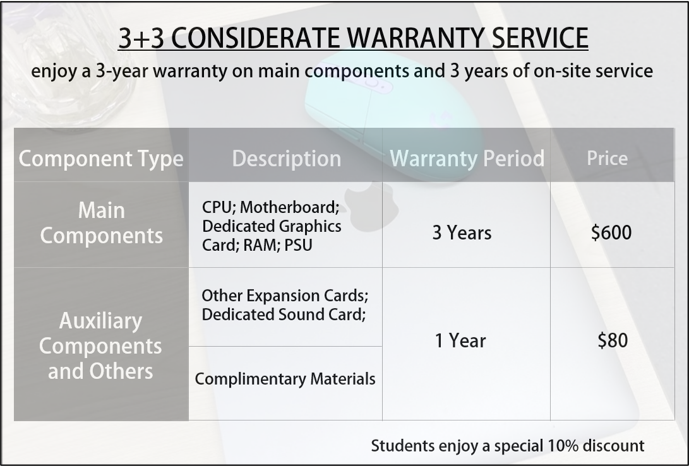 3+3 CONSIDERATE WARRANTY SERVICE
enjoy a 3-year warranty on main components and 3 years of on-site service
Component Type Description Warranty Period Price
Main
Components
CPU; Motherboard;
Dedicated Graphics
Card; RAM; PSU
3 Years
$600
Auxiliary
Components
and Others
Other Expansion Cards;
Dedicated Sound Card;
Complimentary Materials
1 Year
$80
Students enjoy a special 10% discount